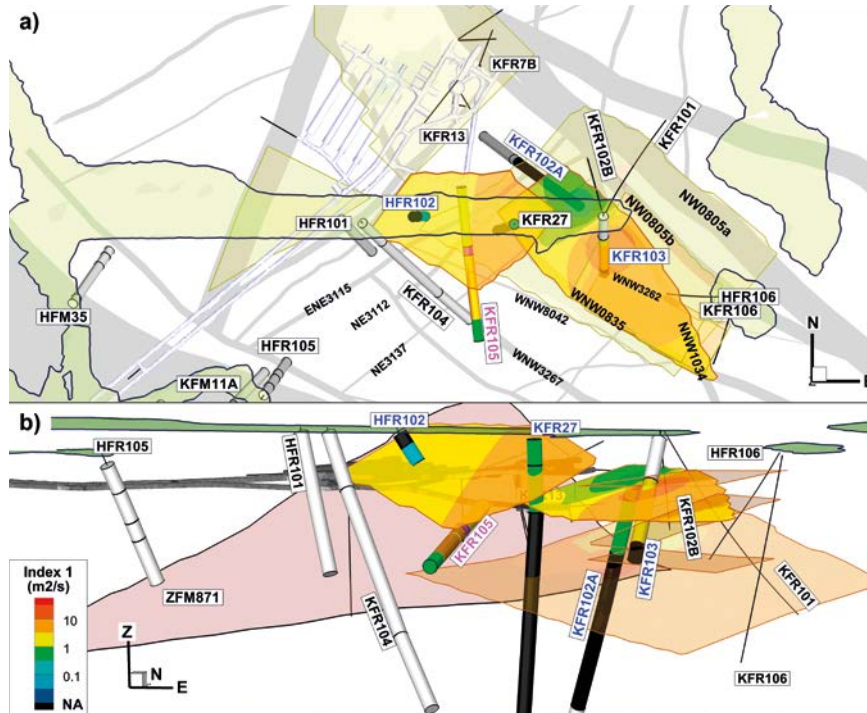 a)
KFR7B
KFR13
KFR102A
KFR102B
KFR101
HFR102
HFR101
KFR27
NW0805a
NW0805b
KFR103
WNW3262
HFR106
KFR106
ENE3115
NE3112
NE3137
KFR104
KFR105
WNW8042
WNW0835
NNW1034
WNW3267
HFM35
HFR105
KFM11A
N
b)
HFR102
KFR27
HFR105
HFR101
HFR106
KFR105
KFR102B
KFR103
KFR102A
KFR101
ZFM871
KFR104
KFR106
Index 1
(m2/s)
10
1
0.1
NA
Z
N
E